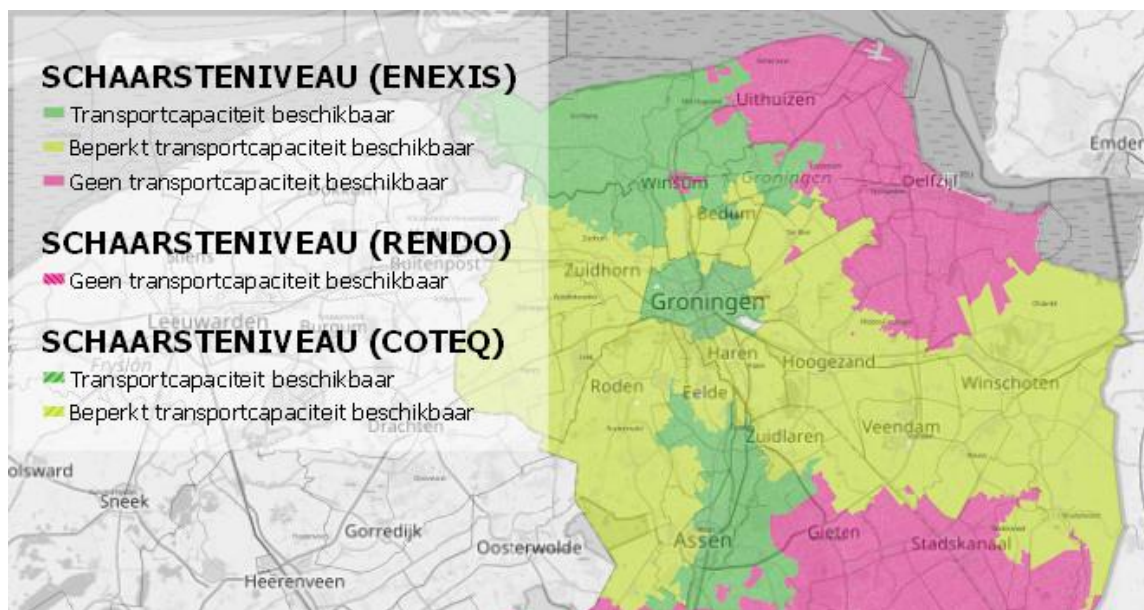 SCHAARSTENIVEAU (ENEXIS)
Transportcapaciteit beschikbaar
Beperkt transportcapaciteit beschikbaar
Geen transportcapaciteit beschikbaar
SCHAARSTENIVEAU (RENDO)
Geen transportcapaciteit beschikbaar
SCHAARSTENIVEAU (COTEQ)
Transportcapaciteit beschikbaar
Beperkt transportcapaciteit beschikbaar
Uithuizen
Emden
Winsum
Groningen
Delfzijl
Bedum
Zuidhorn
Buitenpost
Groningen
Leeuwarden
Burgum
Fryslân
Haren
Hoogezand
Roden
Eelde
Winschoten
Drachten
Zuidlaren
Veendam
olsward
Sneek
Gorredijk
Oosterwolde
Assen
Gieten
Stadskanaal
Heerenveen